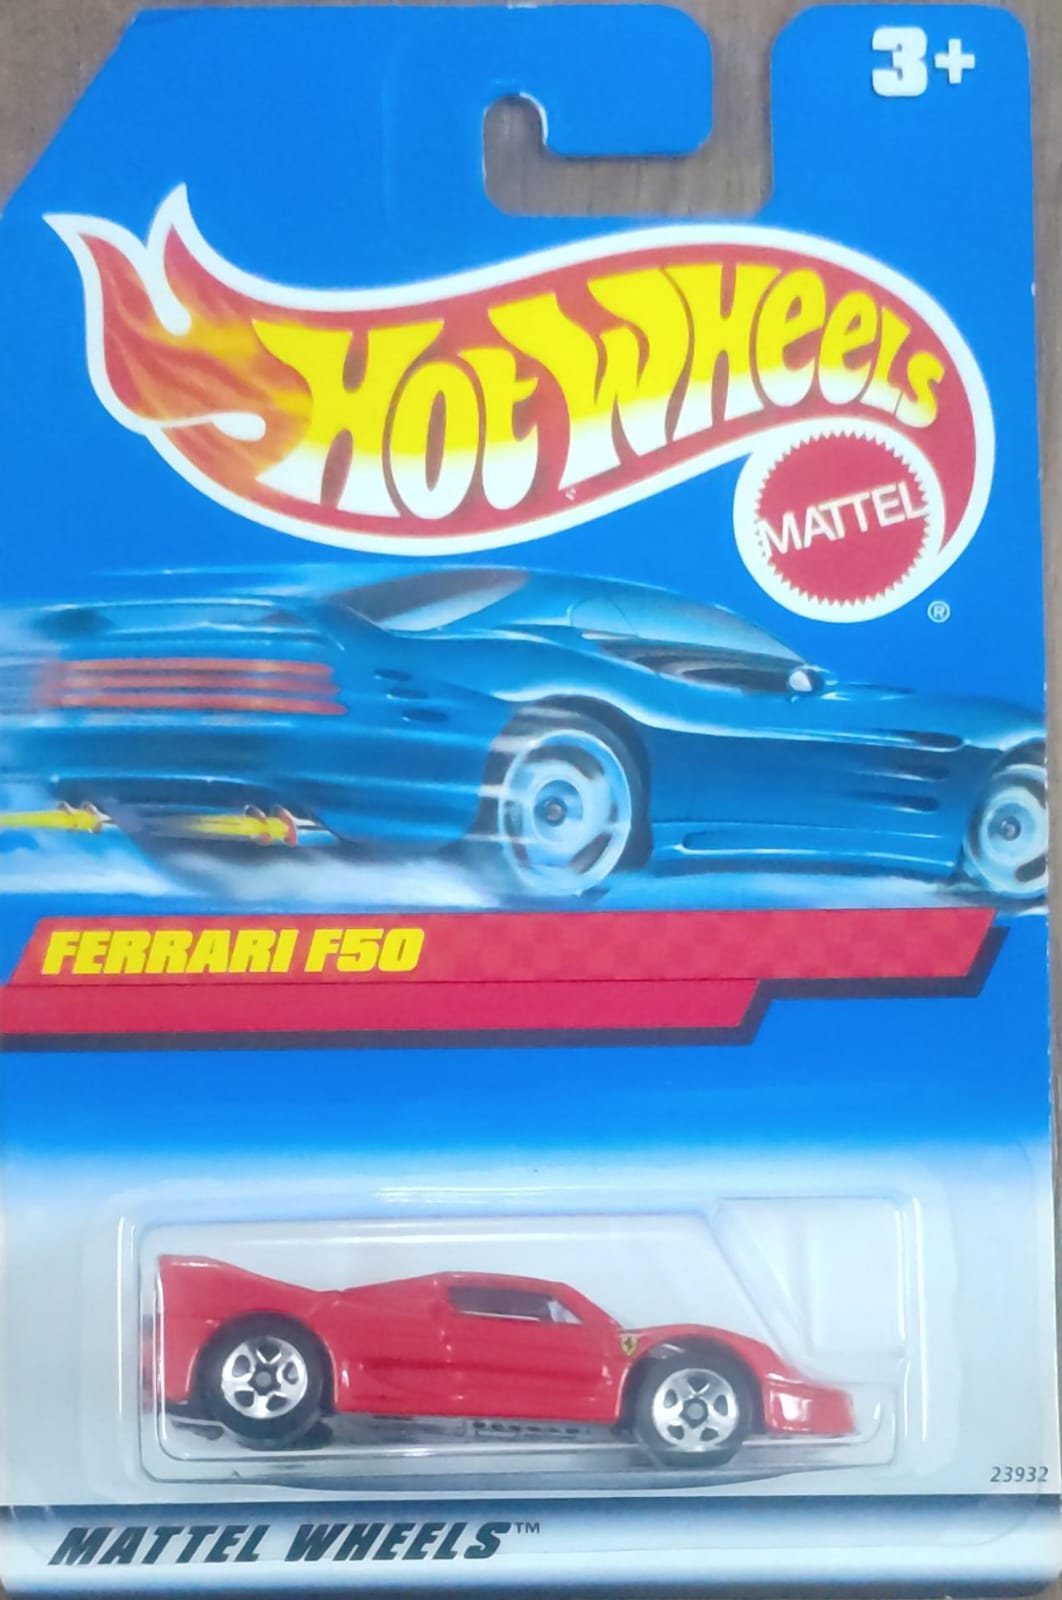 3+
Hot Wheels
MATTEL
®
FERRARI F50
23932
MATTEL WHEELS™